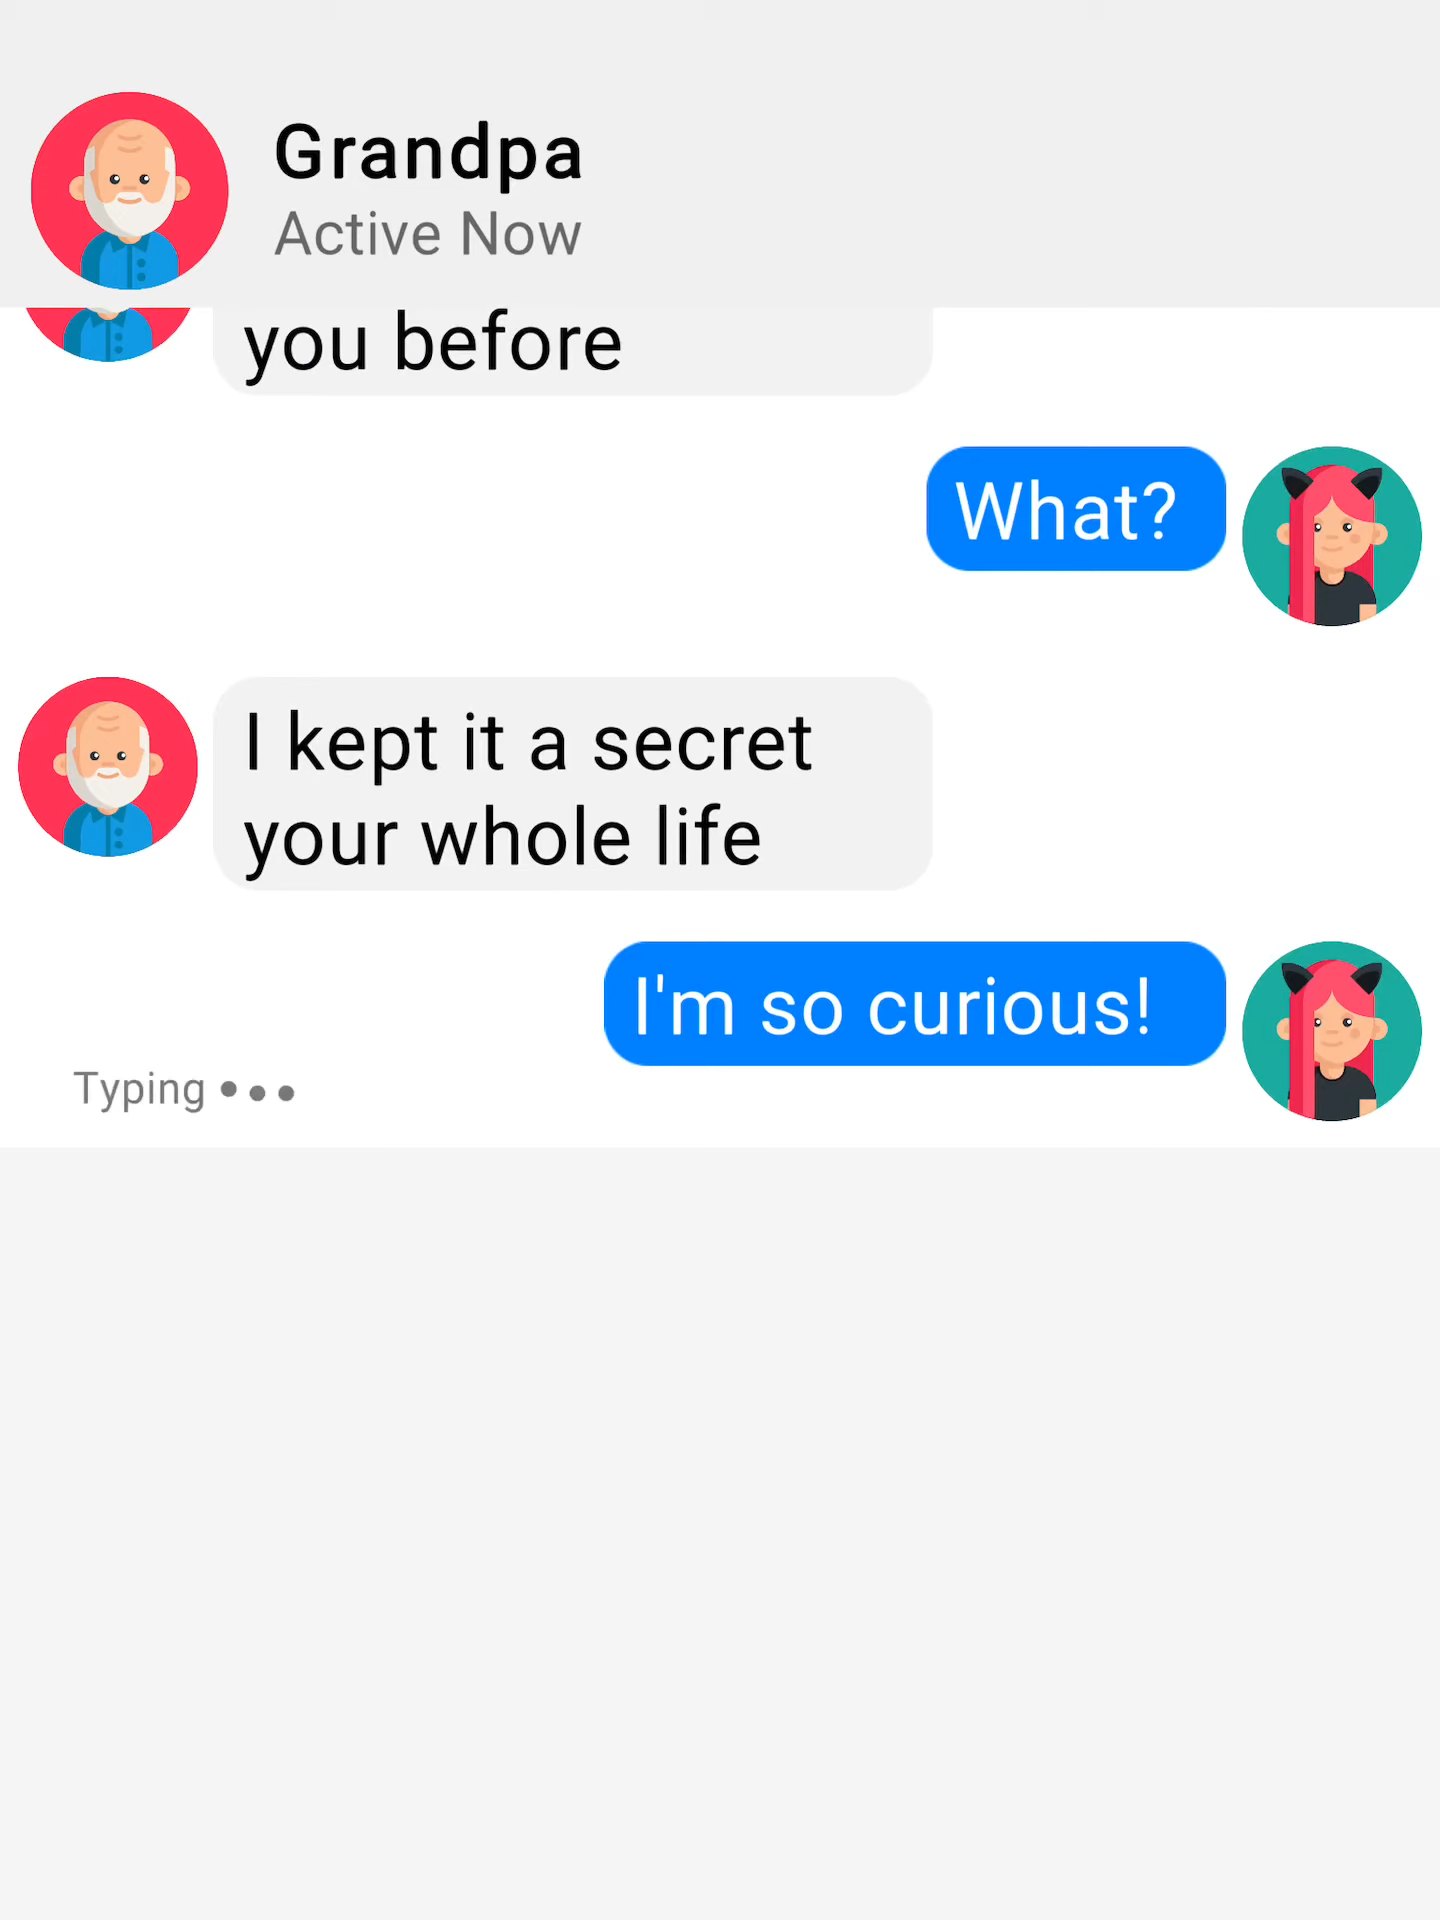 Grandpa
Active Now
you before
What?
I kept it a secret
your whole life
I'm so curious!
Typing